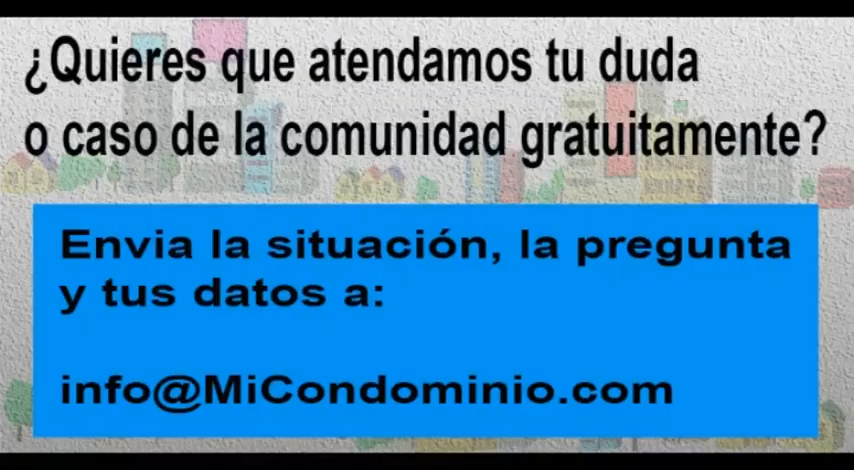 ¿Quieres que atendamos tu duda
o caso de la comunidad gratuitamente?
Envia la situación, la pregunta
y tus datos a:
info@MiCondominio.com